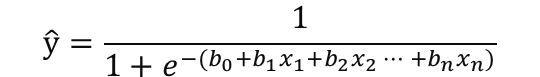 ŷ = 1 / (1 + e^−(b₀+b₁x₁+b₂x₂ ⋯ +bₙxₙ))